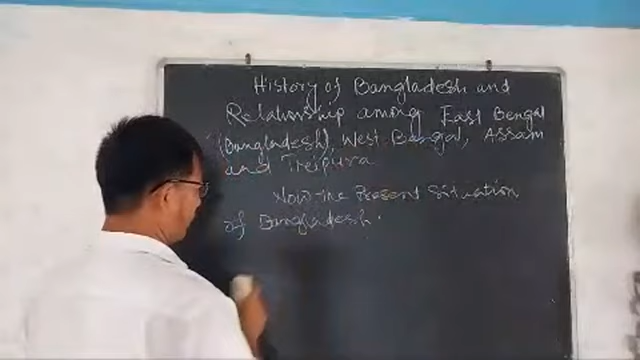 History of Bangladesh and
Relationship among East Bengal
(Bangladesh), West Bengal, Assam
and Treipura
Now the Present Situation
of Bangladesh.